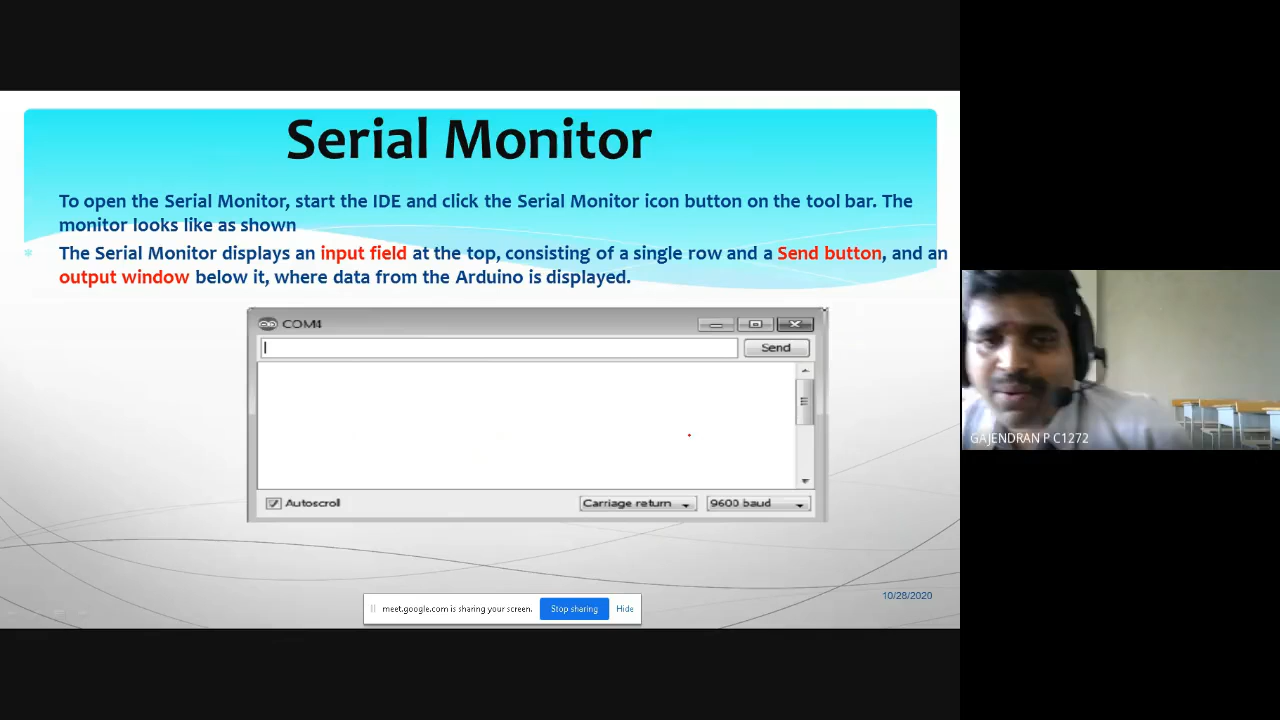 Serial Monitor
To open the Serial Monitor, start the IDE and click the Serial Monitor icon button on the tool bar. The
monitor looks like as shown
* The Serial Monitor displays an input field at the top, consisting of a single row and a Send button, and an
output window below it, where data from the Arduino is displayed.
COM4
Send
Autoscroll
Carriage return
9600 baud
GAJENDRAN P C1272
10/28/2020
meet.google.com is sharing your screen.
Stop sharing
Hide